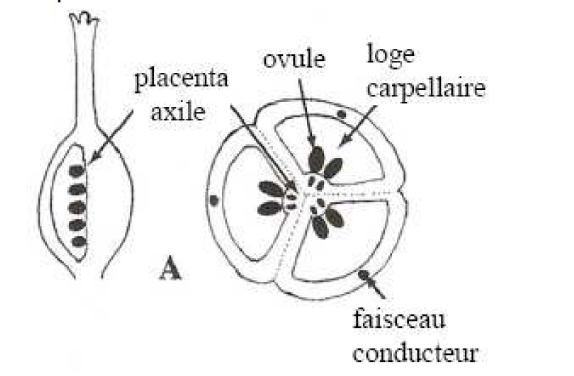 ovule
loge
carpellaire
placenta
axile
A
faisceau
conducteur